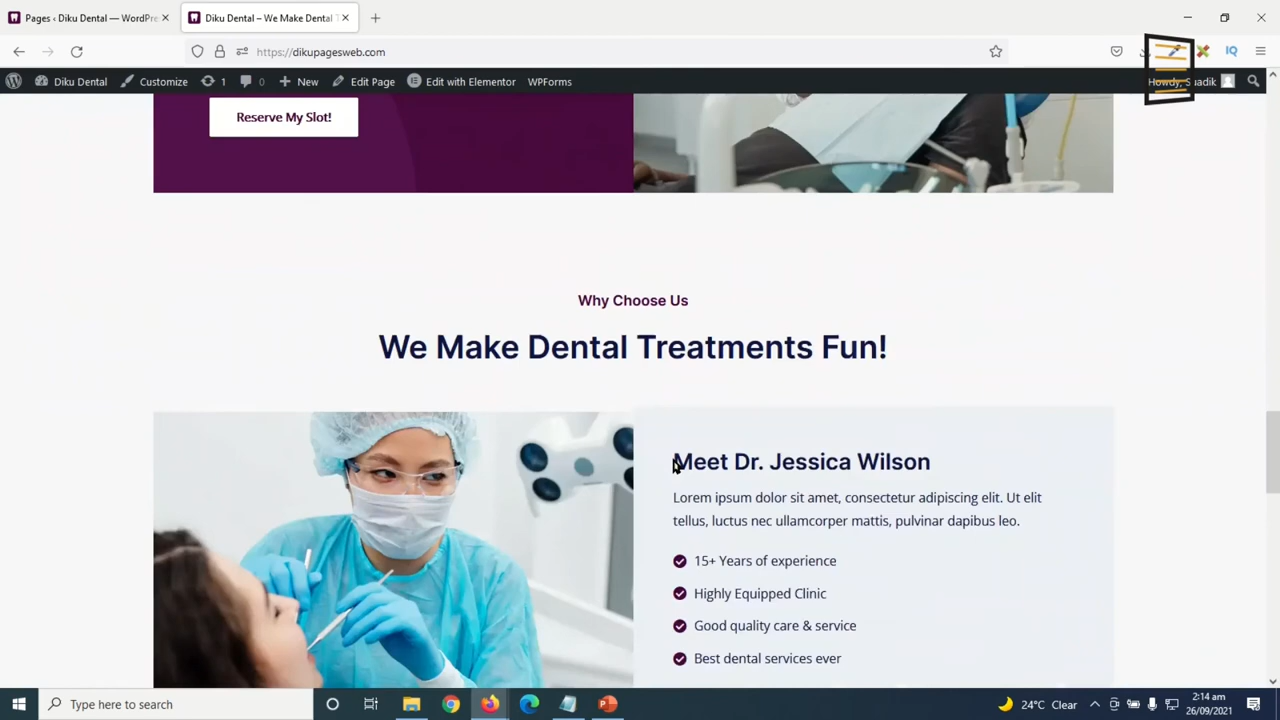 Pages ‹ Diku Dental — WordPre
Diku Dental – We Make Dental T
https://dikupagesweb.com
IQ
Diku Dental
Customize
1
0
New
Edit Page
Edit with Elementor
WPForms
Howdy,
Reserve My Slot!
Why Choose Us
We Make Dental Treatments Fun!
Meet Dr. Jessica Wilson
Lorem ipsum dolor sit amet, consectetur adipiscing elit. Ut elit
tellus, luctus nec ullamcorper mattis, pulvinar dapibus leo.
15+ Years of experience
Highly Equipped Clinic
Good quality care & service
Best dental services ever
Type here to search
24°C Clear
2:14 am
26/09/2021